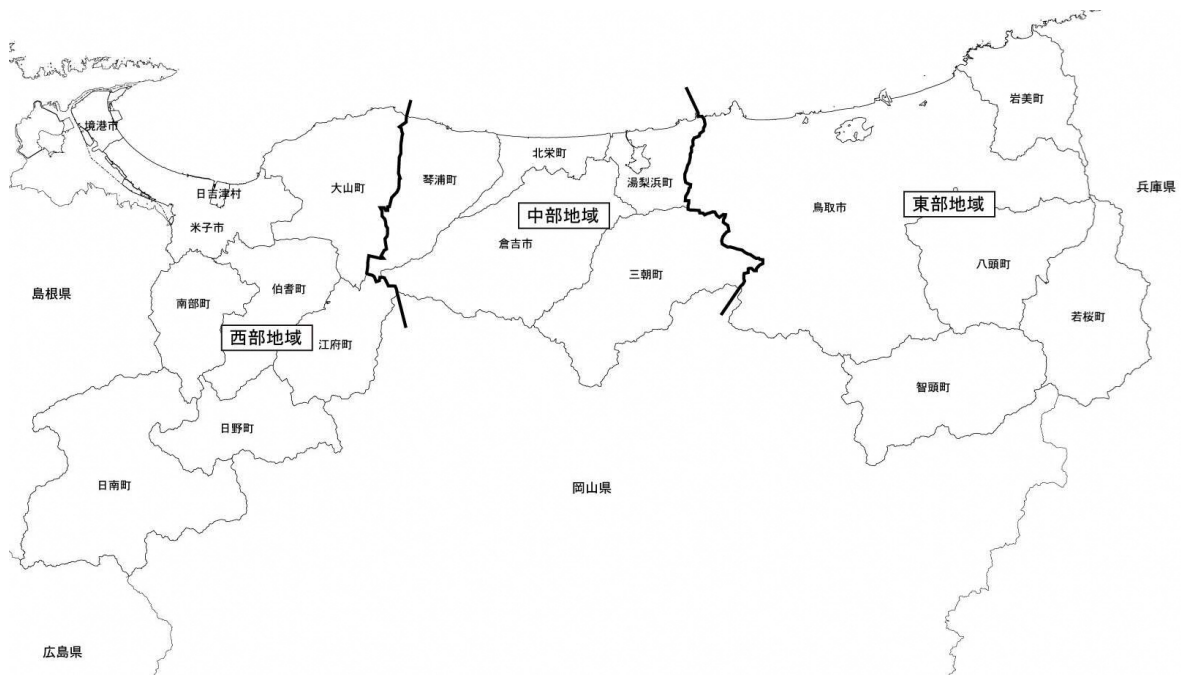 岩美町
境港市
北栄町
湯梨浜町
琴浦町
大山町
日吉津村
兵庫県
鳥取市
東部地域
中部地域
米子市
倉吉市
八頭町
三朝町
島根県
南部町
伯耆町
若桜町
西部地域
江府町
智頭町
日野町
日南町
岡山県
広島県